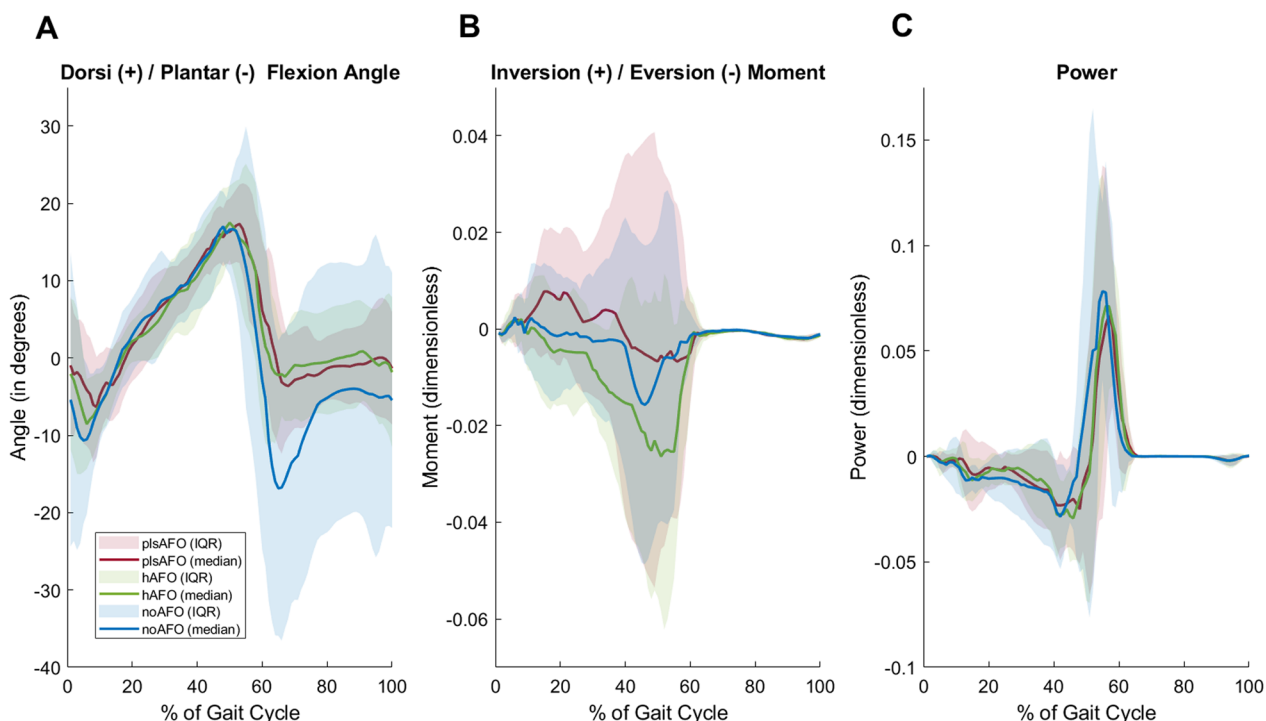 A
B
C
Dorsi (+) / Plantar (-) Flexion Angle
Inversion (+) / Eversion (-) Moment
Power
Angle (in degrees)
30
20
10
0
-10
-20
-30
-40
plsAFO (IQR)
plsAFO (median)
hAFO (IQR)
hAFO (median)
noAFO (IQR)
noAFO (median)
0 20 40 60 80 100
% of Gait Cycle
Moment (dimensionless)
0.04
0.02
0
-0.02
-0.04
-0.06
0 20 40 60 80 100
% of Gait Cycle
Power (dimensionless)
0.15
0.1
0.05
0
-0.05
-0.1
0 20 40 60 80 100
% of Gait Cycle